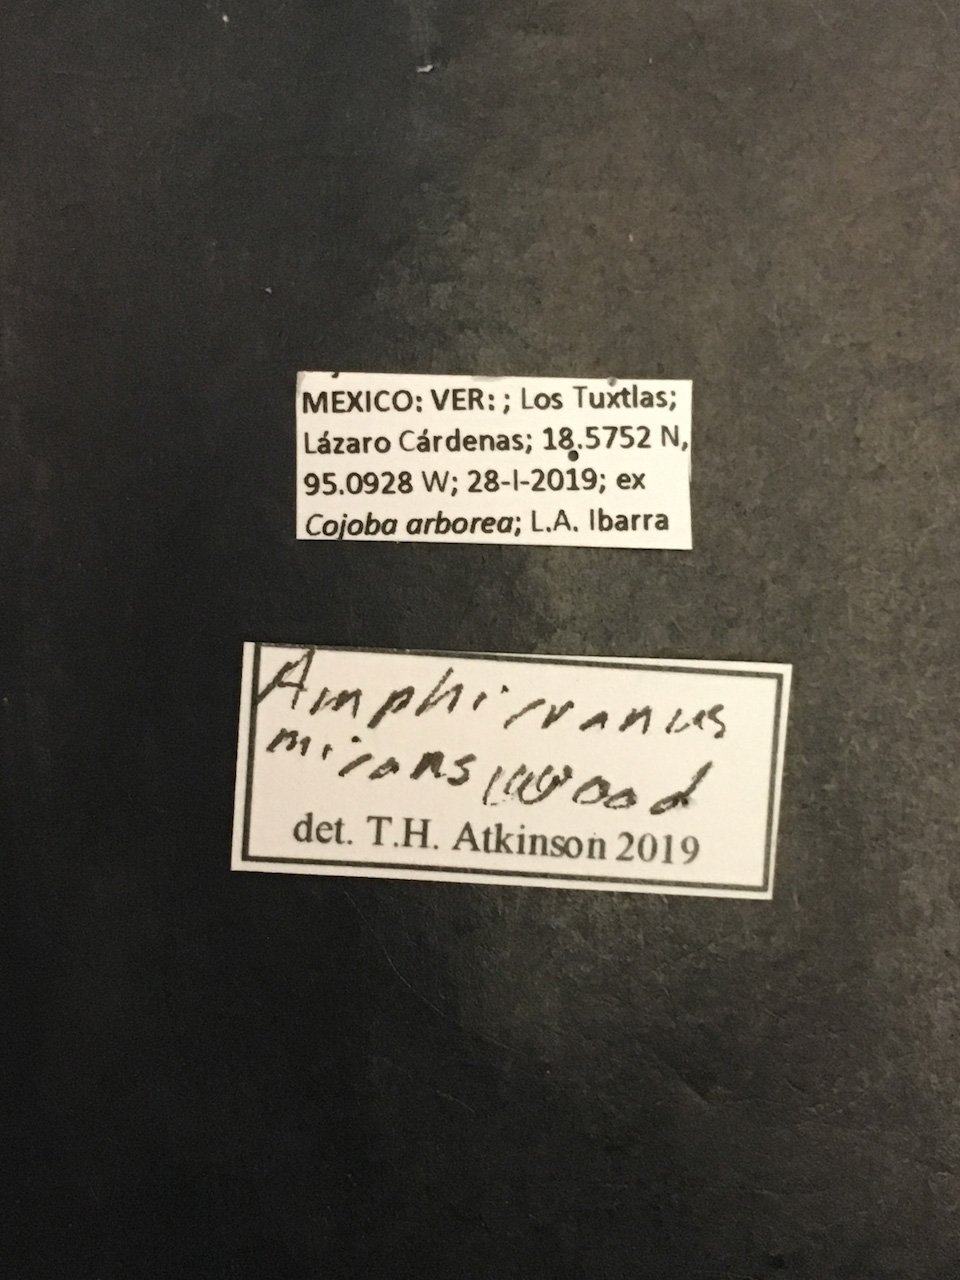 MEXICO: VER: ; Los Tuxtlas;
Lázaro Cárdenas; 18.5752 N,
95.0928 W; 28-I-2019; ex
Cojoba arborea; L.A. Ibarra
Amphicranus
mirans Wood
det. T.H. Atkinson 2019